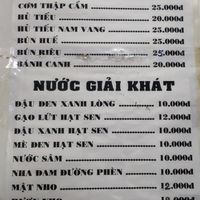 CƠM THẬP CẨM ........ 25.000đ
HỦ TIẾU ........ 20.000đ
HỦ TIẾU NAM VANG ........ 25.000đ
BÚN HUẾ ........ 25.000đ
BÚN RIÊU ........ 25.000đ
BÁNH CANH ........ 20.000đ
NƯỚC GIẢI KHÁT
ĐẬU ĐEN XANH LÒNG ........ 10.000đ
GẠO LỨT HẠT SEN ........ 12.000đ
ĐẬU XANH HẠT SEN ........ 10.000đ
MÈ ĐEN HẠT SEN ........ 10.000đ
NƯỚC SÂM ........ 10.000đ
NHA ĐAM ĐƯỜNG PHÈN ........ 10.000đ
MÁT NHO ........ 12.000đ